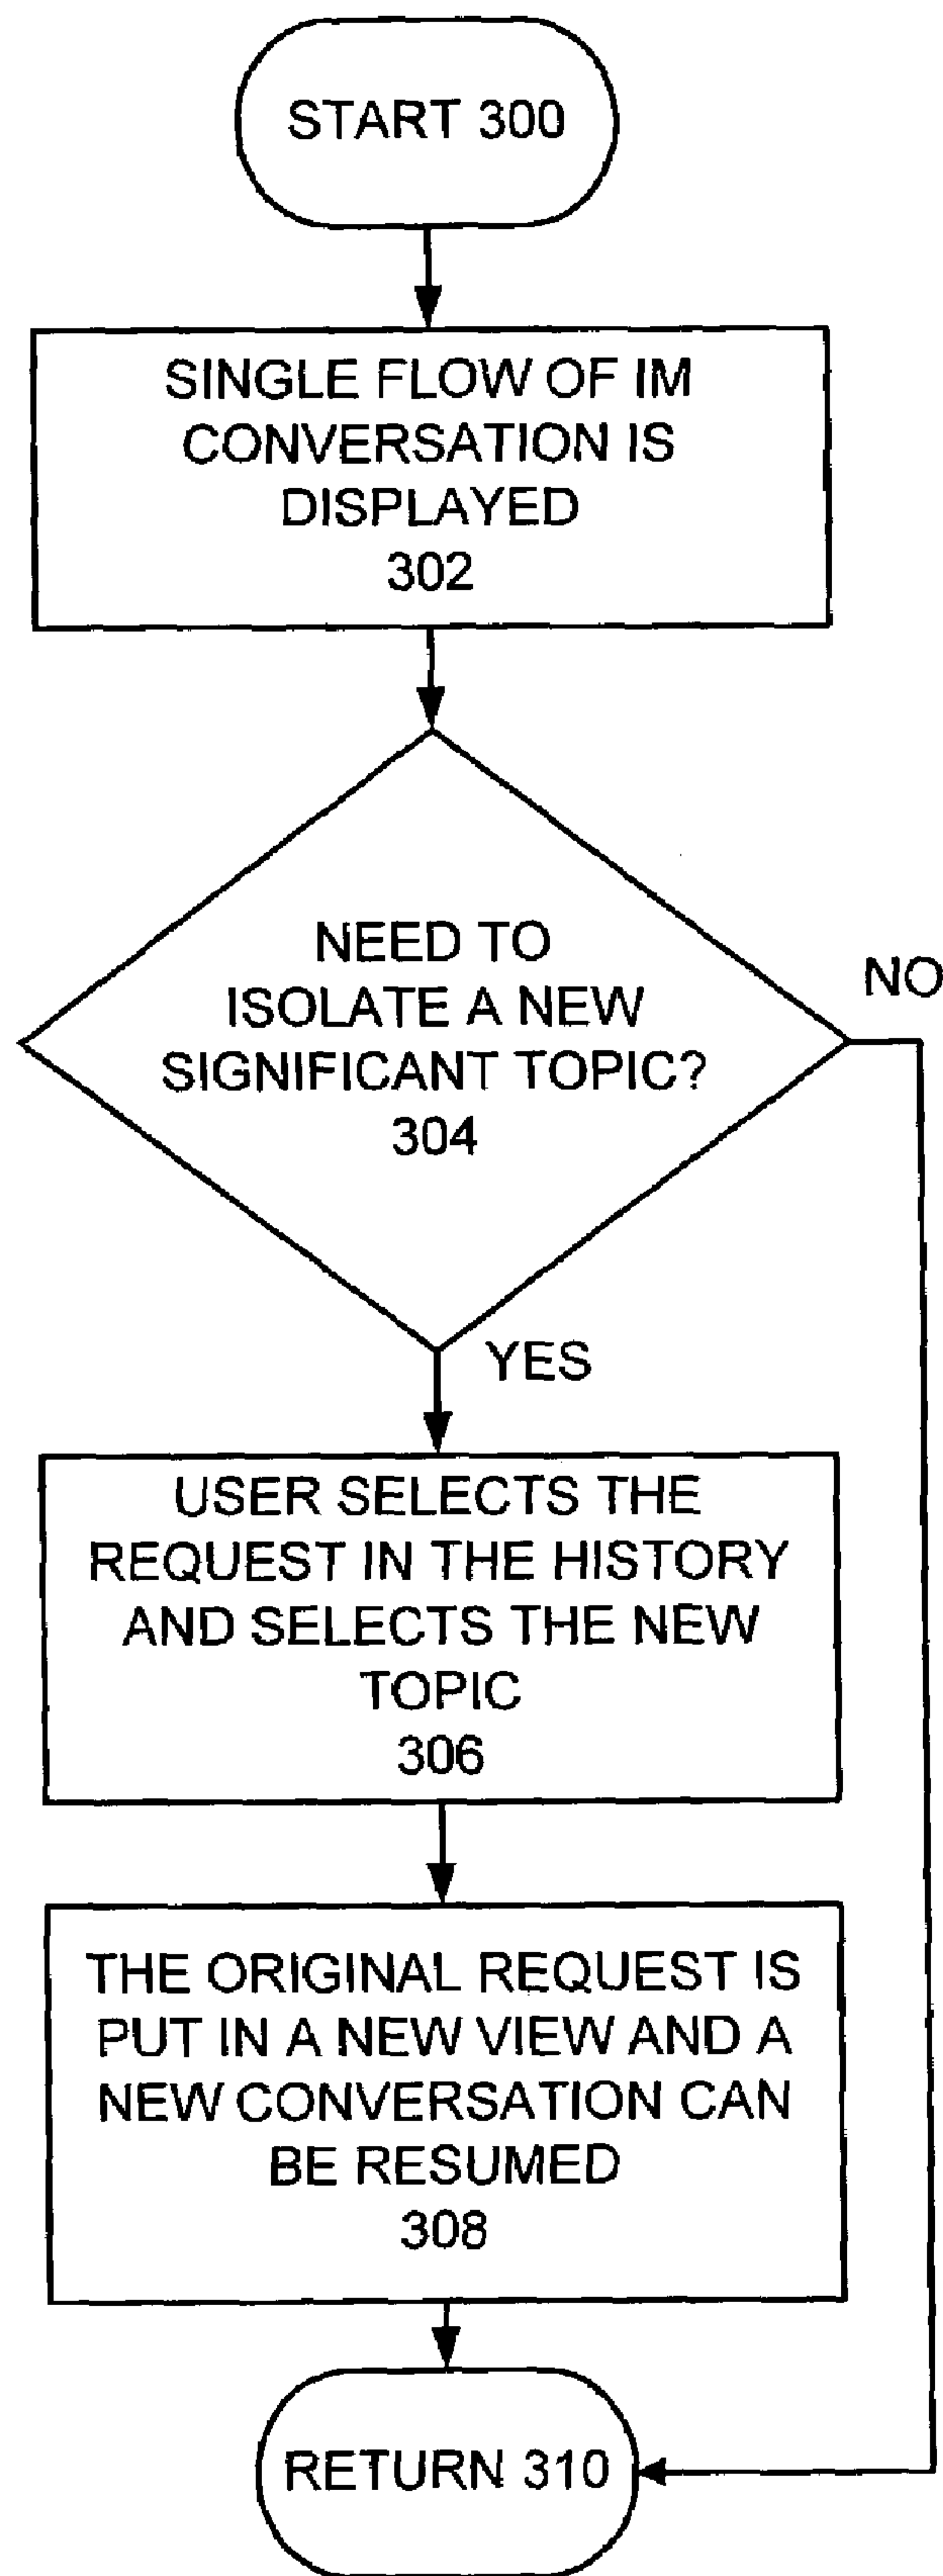 START 300
SINGLE FLOW OF IM
CONVERSATION IS
DISPLAYED
302
NEED TO
ISOLATE A NEW
SIGNIFICANT TOPIC?
304
NO
YES
USER SELECTS THE
REQUEST IN THE HISTORY
AND SELECTS THE NEW
TOPIC
306
THE ORIGINAL REQUEST IS
PUT IN A NEW VIEW AND A
NEW CONVERSATION CAN
BE RESUMED
308
RETURN 310